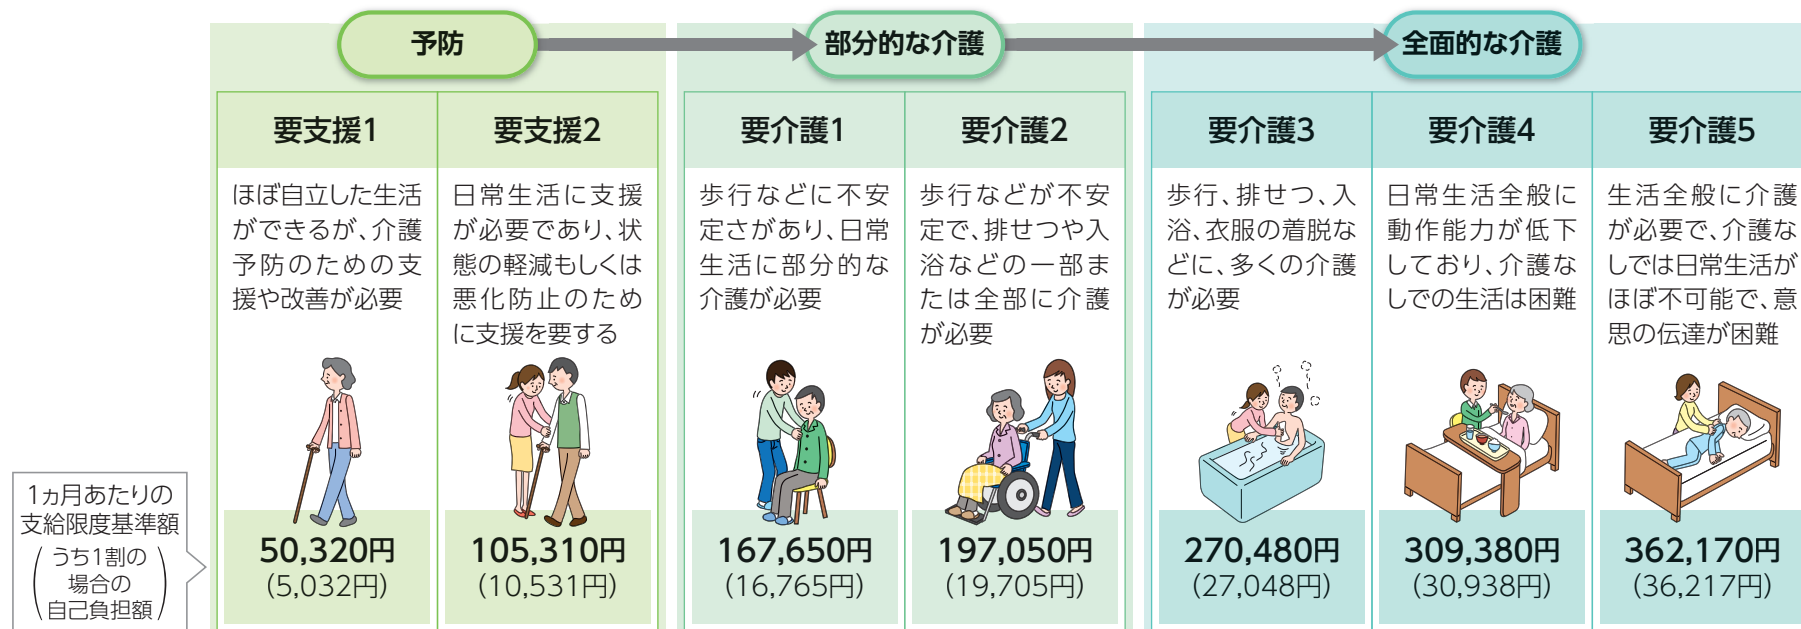 予防
部分的な介護
全面的な介護
要支援1
ほぼ自立した生活
ができるが、介護
予防のための支
援や改善が必要
要支援2
日常生活に支援
が必要であり、状
態の軽減もしくは
悪化防止のため
に支援を要する
要介護1
歩行などに不安
定さがあり、日常
生活に部分的な
介護が必要
要介護2
歩行などが不安
定で、排せつや入
浴などの一部ま
たは全部に介護
が必要
要介護3
歩行、排せつ、入
浴、衣服の着脱な
どに、多くの介護
が必要
要介護4
日常生活全般に
動作能力が低下
しており、介護な
しでの生活は困難
要介護5
生活全般に介護
が必要で、介護な
しでは日常生活が
ほぼ不可能で、意
思の伝達が困難
1ヵ月あたりの
支給限度基準額
(うち1割の
場合の
自己負担額)
50,320円
(5,032円)
105,310円
(10,531円)
167,650円
(16,765円)
197,050円
(19,705円)
270,480円
(27,048円)
309,380円
(30,938円)
362,170円
(36,217円)